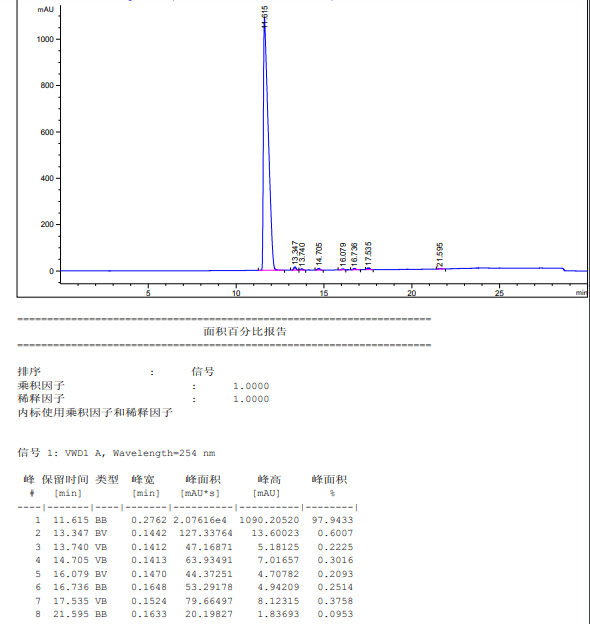 mAU
11.615
1000
800
600
400
200
0
13.347
13.740
14.705
16.079
16.736
17.535
21.595
5 10 15 20 25 min
=====================================================================
面积百分比报告
=====================================================================
排序 : 信号
乘积因子 : 1.0000
稀释因子 : 1.0000
内标使用乘积因子和稀释因子
信号 1: VWD1 A, Wavelength=254 nm
峰 保留时间 类型 峰宽 峰面积 峰高 峰面积
# [min] [min] [mAU*s] [mAU] %
----|-------|----|-------|----------|----------|--------|
1 11.615 BB 0.2762 2.07616e4 1090.20520 97.9433
2 13.347 BV 0.1442 127.33764 13.60023 0.6007
3 13.740 VB 0.1412 47.16871 5.18125 0.2225
4 14.705 VB 0.1413 63.93491 7.01657 0.3016
5 16.079 BV 0.1470 44.37251 4.70782 0.2093
6 16.736 BB 0.1648 53.29178 4.94209 0.2514
7 17.535 VB 0.1524 79.66497 8.12315 0.3758
8 21.595 BB 0.1633 20.19827 1.83693 0.0953